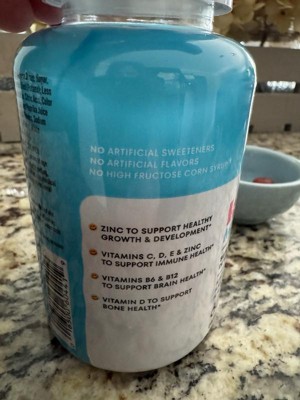 NO ARTIFICIAL SWEETENERS
NO ARTIFICIAL FLAVORS
NO HIGH FRUCTOSE CORN SYRUP
ZINC TO SUPPORT HEALTHY
GROWTH & DEVELOPMENT*
VITAMINS C, D, E & ZINC
TO SUPPORT IMMUNE HEALTH*
VITAMINS B6 & B12
TO SUPPORT BRAIN HEALTH*
VITAMIN D TO SUPPORT
BONE HEALTH*